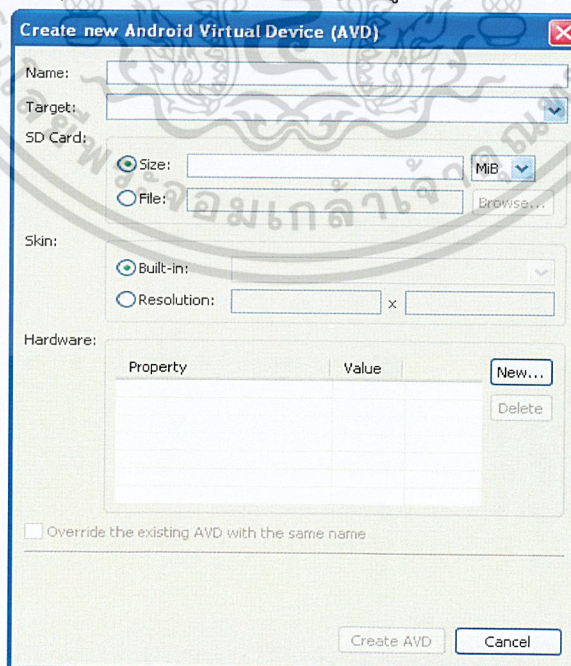 Create new Android Virtual Device (AVD)
Name:
Target:
SD Card:
Size:
MiB
File:
Browse...
Skin:
Built-in:
Resolution:
x
Hardware:
Property Value
New...
Delete
Override the existing AVD with the same name
Create AVD Cancel